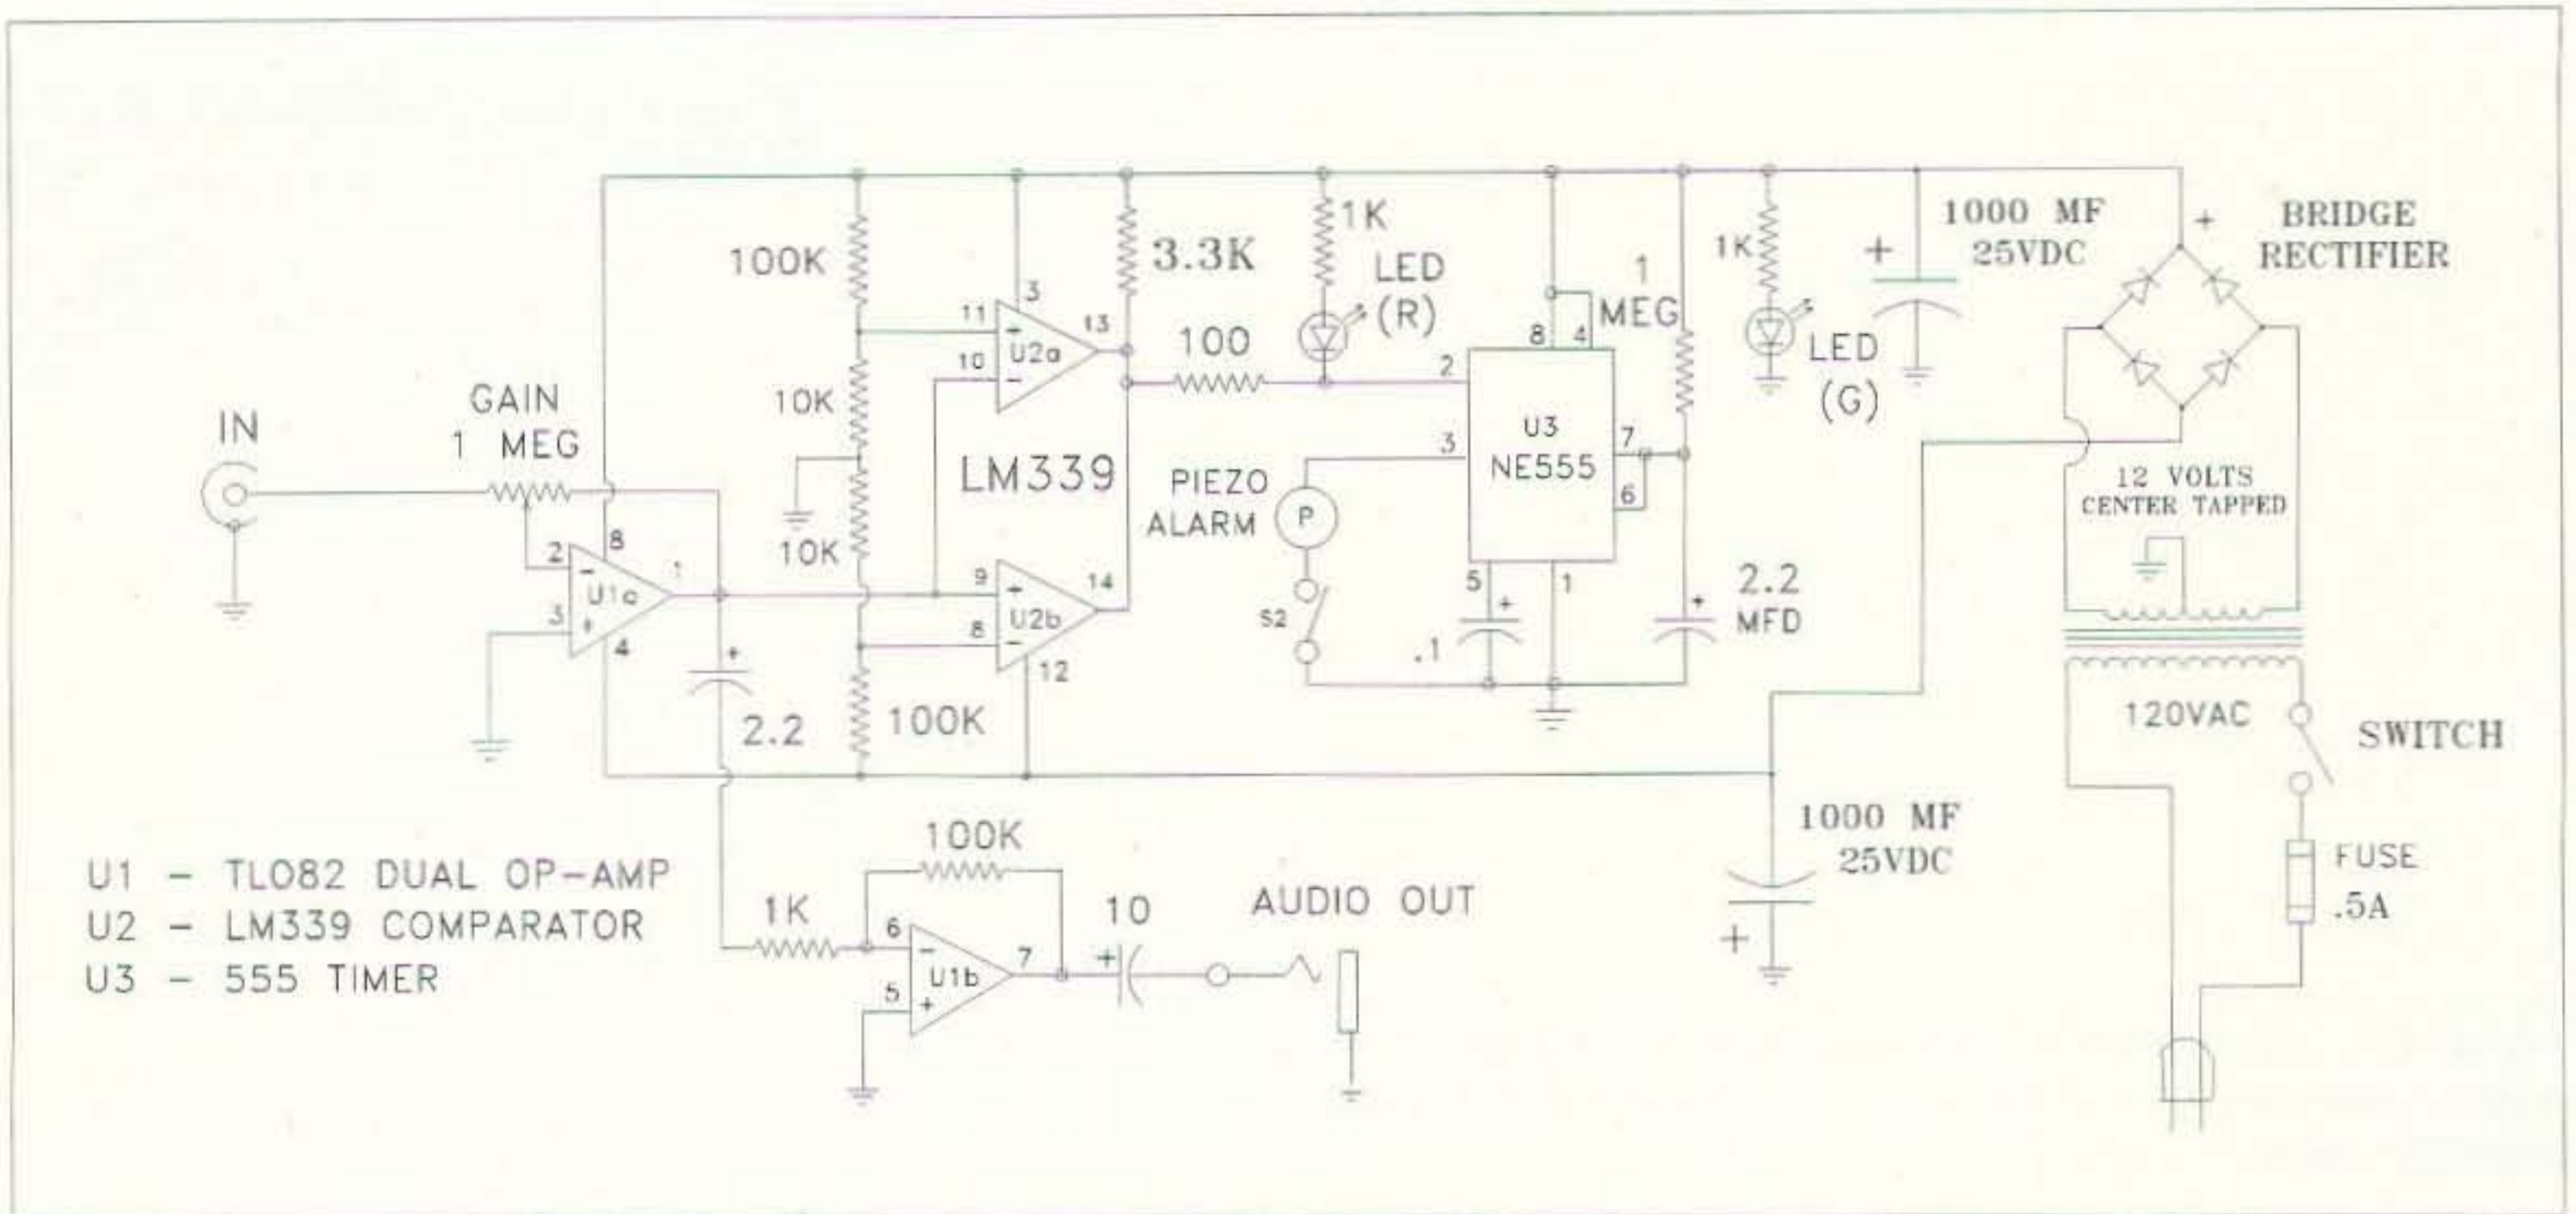 1000 MF
25VDC
+
BRIDGE
RECTIFIER
+
100K
3.3K
1K
LED
(R)
1
MEG
1K
LED
(G)
3
11
+
U2a
13
10
-
100
2
8
4
10K
GAIN
1 MEG
IN
LM339
PIEZO
ALARM
P
3
U3
NE555
7
6
12 VOLTS
CENTER TAPPED
10K
8
2
-
U1a
1
3
+
4
9
+
U2b
14
8
-
12
S2
5
+
.1
1
+
2.2
MFD
+
2.2
100K
120VAC
SWITCH
1000 MF
25VDC
+
FUSE
.5A
U1 - TL082 DUAL OP-AMP
U2 - LM339 COMPARATOR
U3 - 555 TIMER
100K
1K
6
-
U1b
7
5
+
10
+
AUDIO OUT